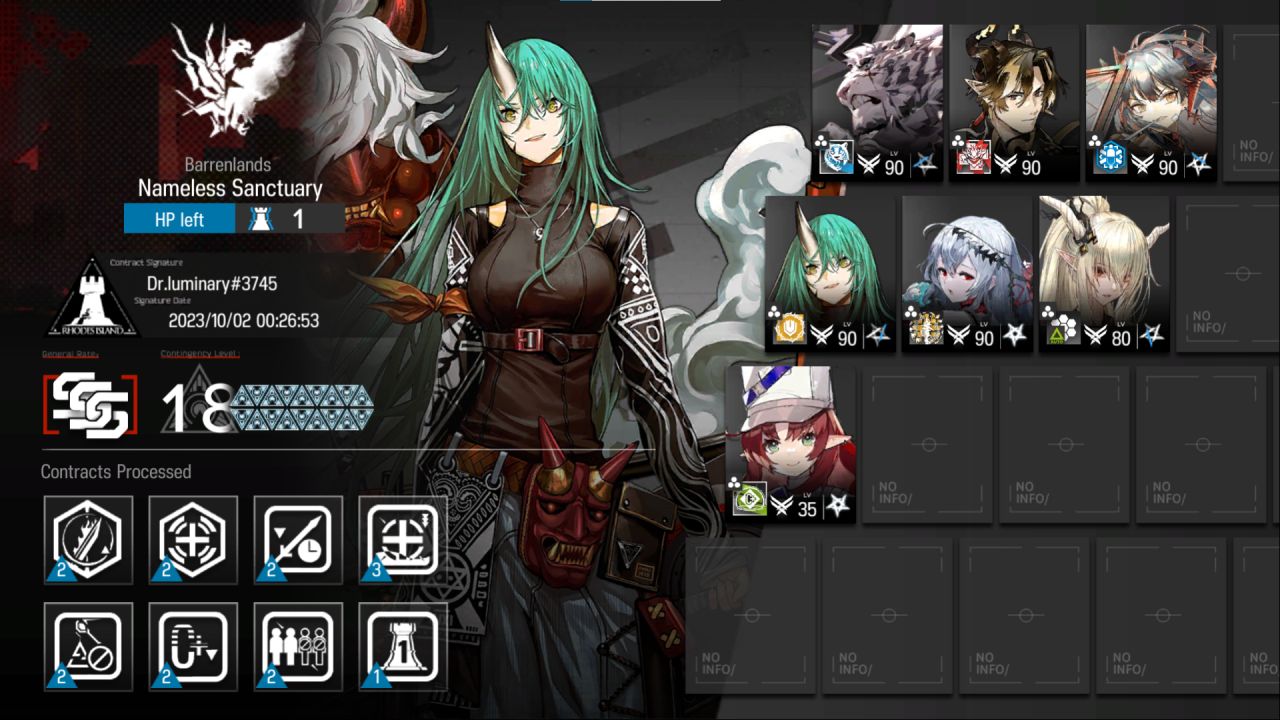 Barrenlands
Nameless Sanctuary
HP left 1
Contract Signature
Dr.luminary#3745
Signature Date
2023/10/02 00:26:53
RHODES ISLAND
General Rate:
Contingency Level:
SSS
18
Contracts Processed
2 2 2 3
2 2 2 1
1
LV 90
LV 90
LV 90
NO INFO/
LV 90
LV 90
AUTO
LV 80
NO INFO/
LV 35
NO INFO/
NO INFO/
NO INFO/
NO INFO/
NO INFO/
NO INFO/
NO INFO/
NO INFO